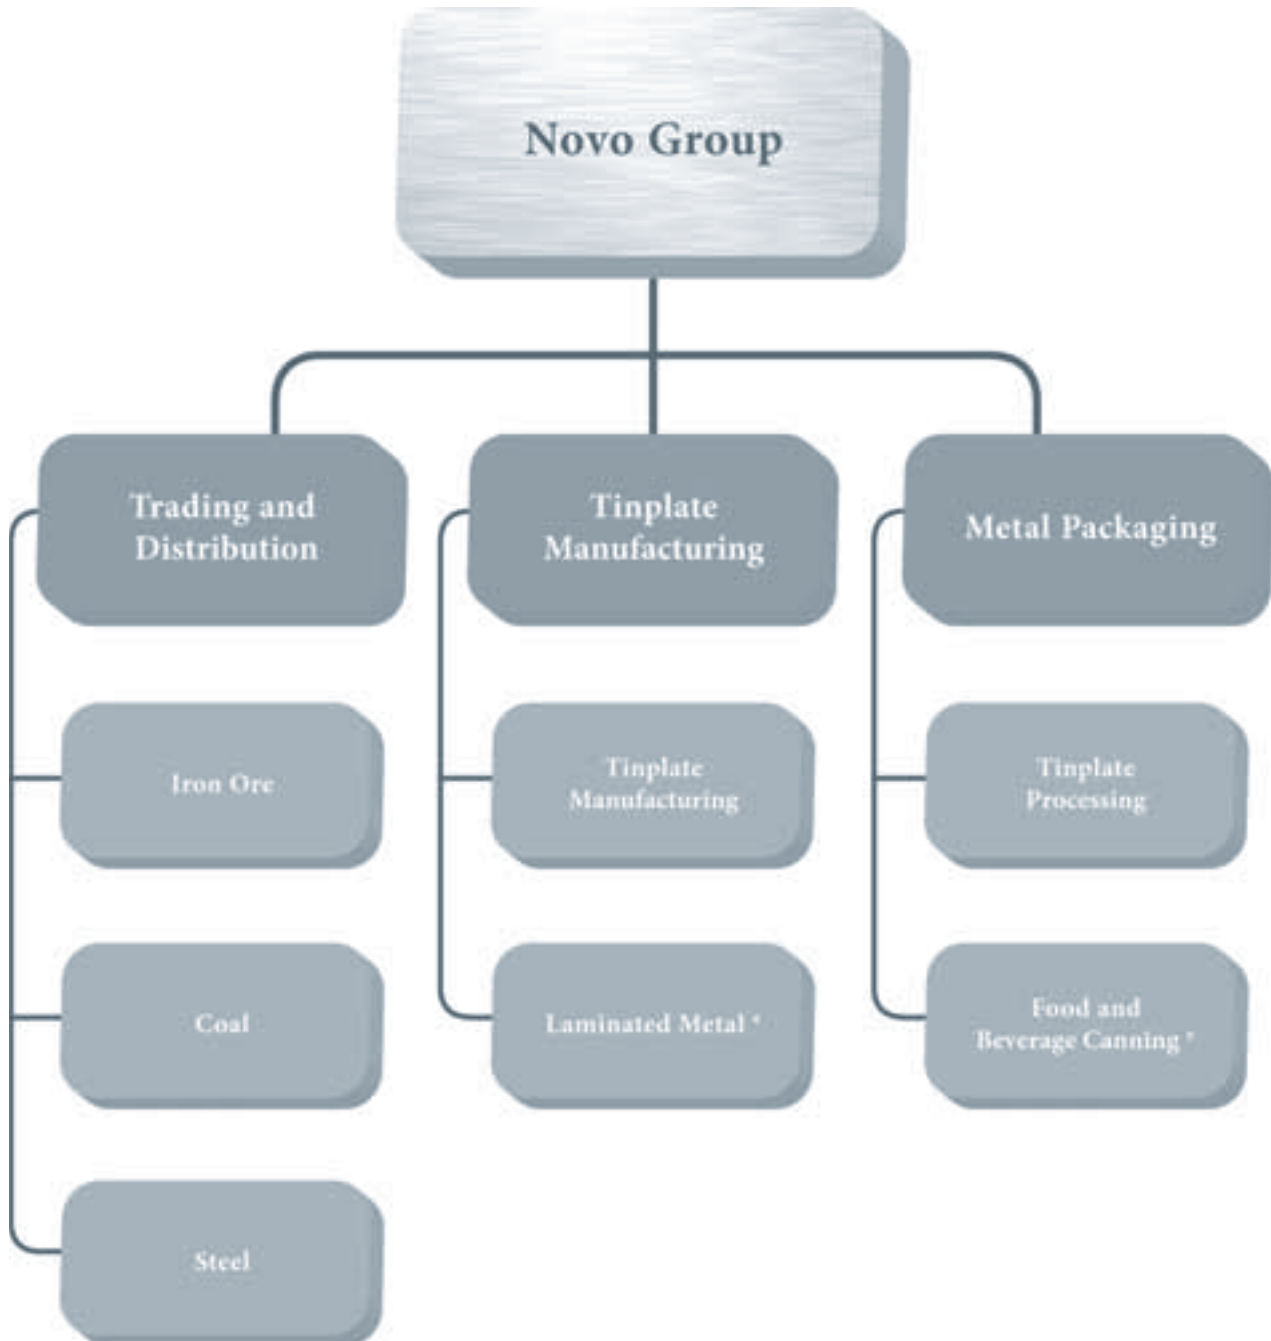 Novo Group
Trading and
Distribution
Tinplate
Manufacturing
Metal Packaging
Iron Ore
Tinplate
Manufacturing
Tinplate
Processing
Coal
Laminated Metal *
Food and
Beverage Canning *
Steel